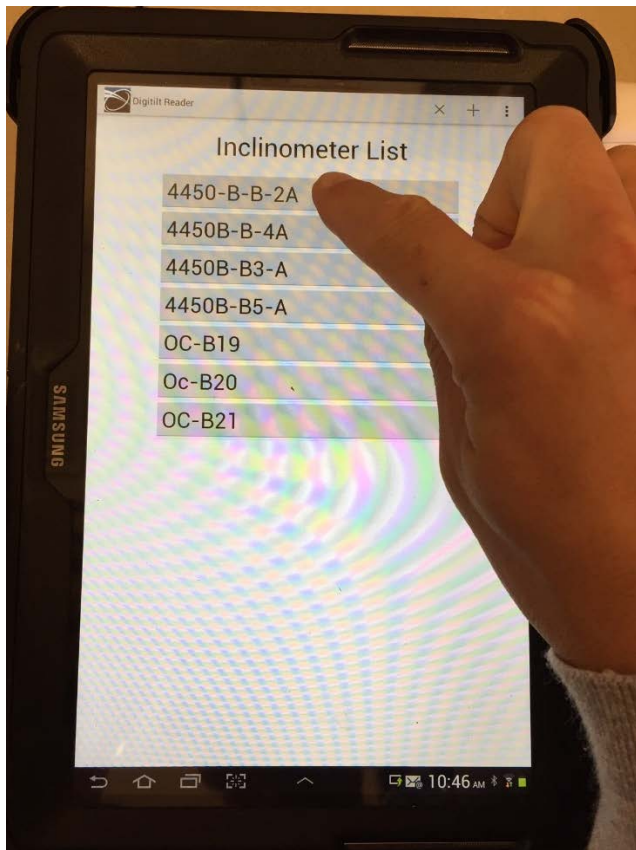 Digitilt Reader
Inclinometer List
4450-B-B-2A
4450B-B-4A
4450B-B3-A
4450B-B5-A
OC-B19
Oc-B20
OC-B21
SAMSUNG
10:46 AM